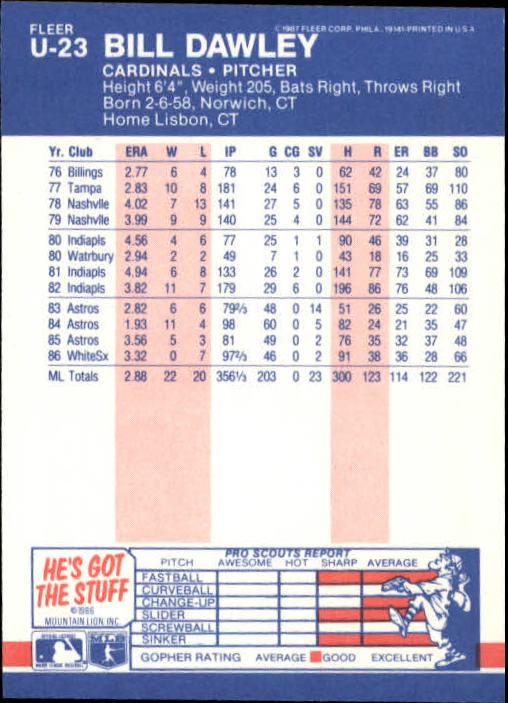 FLEER
U-23 BILL DAWLEY
©1987 FLEER CORP. PHILA. 19141-PRINTED IN U.S.A
CARDINALS • PITCHER
Height 6'4", Weight 205, Bats Right, Throws Right
Born 2-6-58, Norwich, CT
Home Lisbon, CT
Yr. Club ERA W L IP G CG SV H R ER BB SO
76 Billings 2.77 6 4 78 13 3 0 62 42 24 37 80
77 Tampa 2.83 10 8 181 24 6 0 151 69 57 69 110
78 Nashvlle 4.02 7 13 141 27 5 0 135 78 63 55 86
79 Nashvlle 3.99 9 9 140 25 4 0 144 72 62 41 84
80 Indiapls 4.56 4 6 77 25 1 1 90 46 39 31 28
80 Watrbury 2.94 2 2 49 7 1 0 43 18 16 25 33
81 Indiapls 4.94 6 8 133 26 2 0 141 77 73 69 109
82 Indiapls 3.82 11 7 179 29 6 0 196 86 76 48 106
83 Astros 2.82 6 6 79⅔ 48 0 14 51 26 25 22 60
84 Astros 1.93 11 4 98 60 0 5 82 24 21 35 47
85 Astros 3.56 5 3 81 49 0 2 76 35 32 37 48
86 WhiteSx 3.32 0 7 97⅔ 46 0 2 91 38 36 28 66
ML Totals 2.88 22 20 356⅓ 203 0 23 300 123 114 122 221
HE'S GOT
THE STUFF
©1986
MOUNTAIN LION, INC.
PRO SCOUTS REPORT
PITCH AWESOME HOT SHARP AVERAGE
FASTBALL
CURVEBALL
CHANGE-UP
SLIDER
SCREWBALL
SINKER
GOPHER RATING AVERAGE GOOD EXCELLENT
MLB